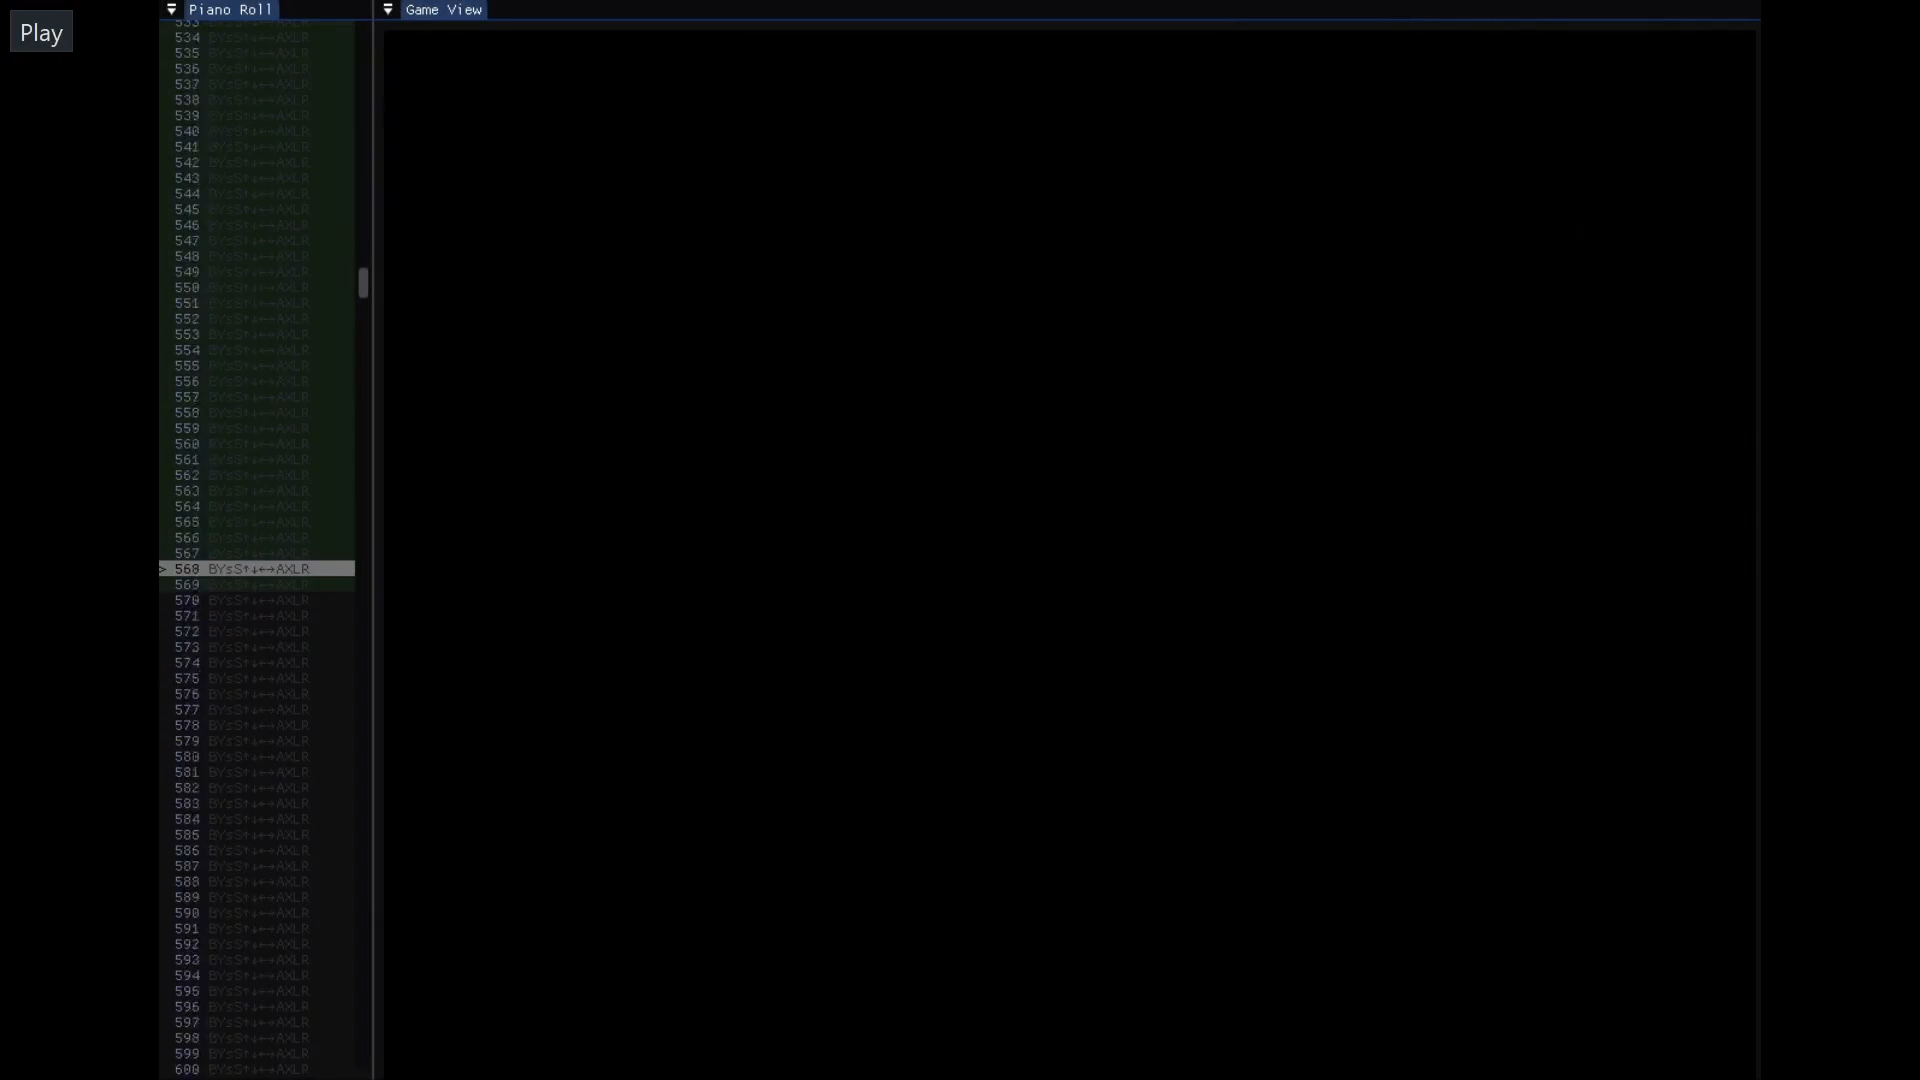 Play
Piano Roll
Game View
533
534 BYsS↑↓←→AXLR
535 BYsS↑↓←→AXLR
536 BYsS↑↓←→AXLR
537 BYsS↑↓←→AXLR
538 BYsS↑↓←→AXLR
539 BYsS↑↓←→AXLR
540 BYsS↑↓←→AXLR
541 BYsS↑↓←→AXLR
542 BYsS↑↓←→AXLR
543 BYsS↑↓←→AXLR
544 BYsS↑↓←→AXLR
545 BYsS↑↓←→AXLR
546 BYsS↑↓←→AXLR
547 BYsS↑↓←→AXLR
548 BYsS↑↓←→AXLR
549 BYsS↑↓←→AXLR
550 BYsS↑↓←→AXLR
551 BYsS↑↓←→AXLR
552 BYsS↑↓←→AXLR
553 BYsS↑↓←→AXLR
554 BYsS↑↓←→AXLR
555 BYsS↑↓←→AXLR
556 BYsS↑↓←→AXLR
557 BYsS↑↓←→AXLR
558 BYsS↑↓←→AXLR
559 BYsS↑↓←→AXLR
560 BYsS↑↓←→AXLR
561 BYsS↑↓←→AXLR
562 BYsS↑↓←→AXLR
563 BYsS↑↓←→AXLR
564 BYsS↑↓←→AXLR
565 BYsS↑↓←→AXLR
566 BYsS↑↓←→AXLR
567 BYsS↑↓←→AXLR
> 568 BYsS↑↓←→AXLR
569 BYsS↑↓←→AXLR
570 BYsS↑↓←→AXLR
571 BYsS↑↓←→AXLR
572 BYsS↑↓←→AXLR
573 BYsS↑↓←→AXLR
574 BYsS↑↓←→AXLR
575 BYsS↑↓←→AXLR
576 BYsS↑↓←→AXLR
577 BYsS↑↓←→AXLR
578 BYsS↑↓←→AXLR
579 BYsS↑↓←→AXLR
580 BYsS↑↓←→AXLR
581 BYsS↑↓←→AXLR
582 BYsS↑↓←→AXLR
583 BYsS↑↓←→AXLR
584 BYsS↑↓←→AXLR
585 BYsS↑↓←→AXLR
586 BYsS↑↓←→AXLR
587 BYsS↑↓←→AXLR
588 BYsS↑↓←→AXLR
589 BYsS↑↓←→AXLR
590 BYsS↑↓←→AXLR
591 BYsS↑↓←→AXLR
592 BYsS↑↓←→AXLR
593 BYsS↑↓←→AXLR
594 BYsS↑↓←→AXLR
595 BYsS↑↓←→AXLR
596 BYsS↑↓←→AXLR
597 BYsS↑↓←→AXLR
598 BYsS↑↓←→AXLR
599 BYsS↑↓←→AXLR
600 BYsS↑↓←→AXLR